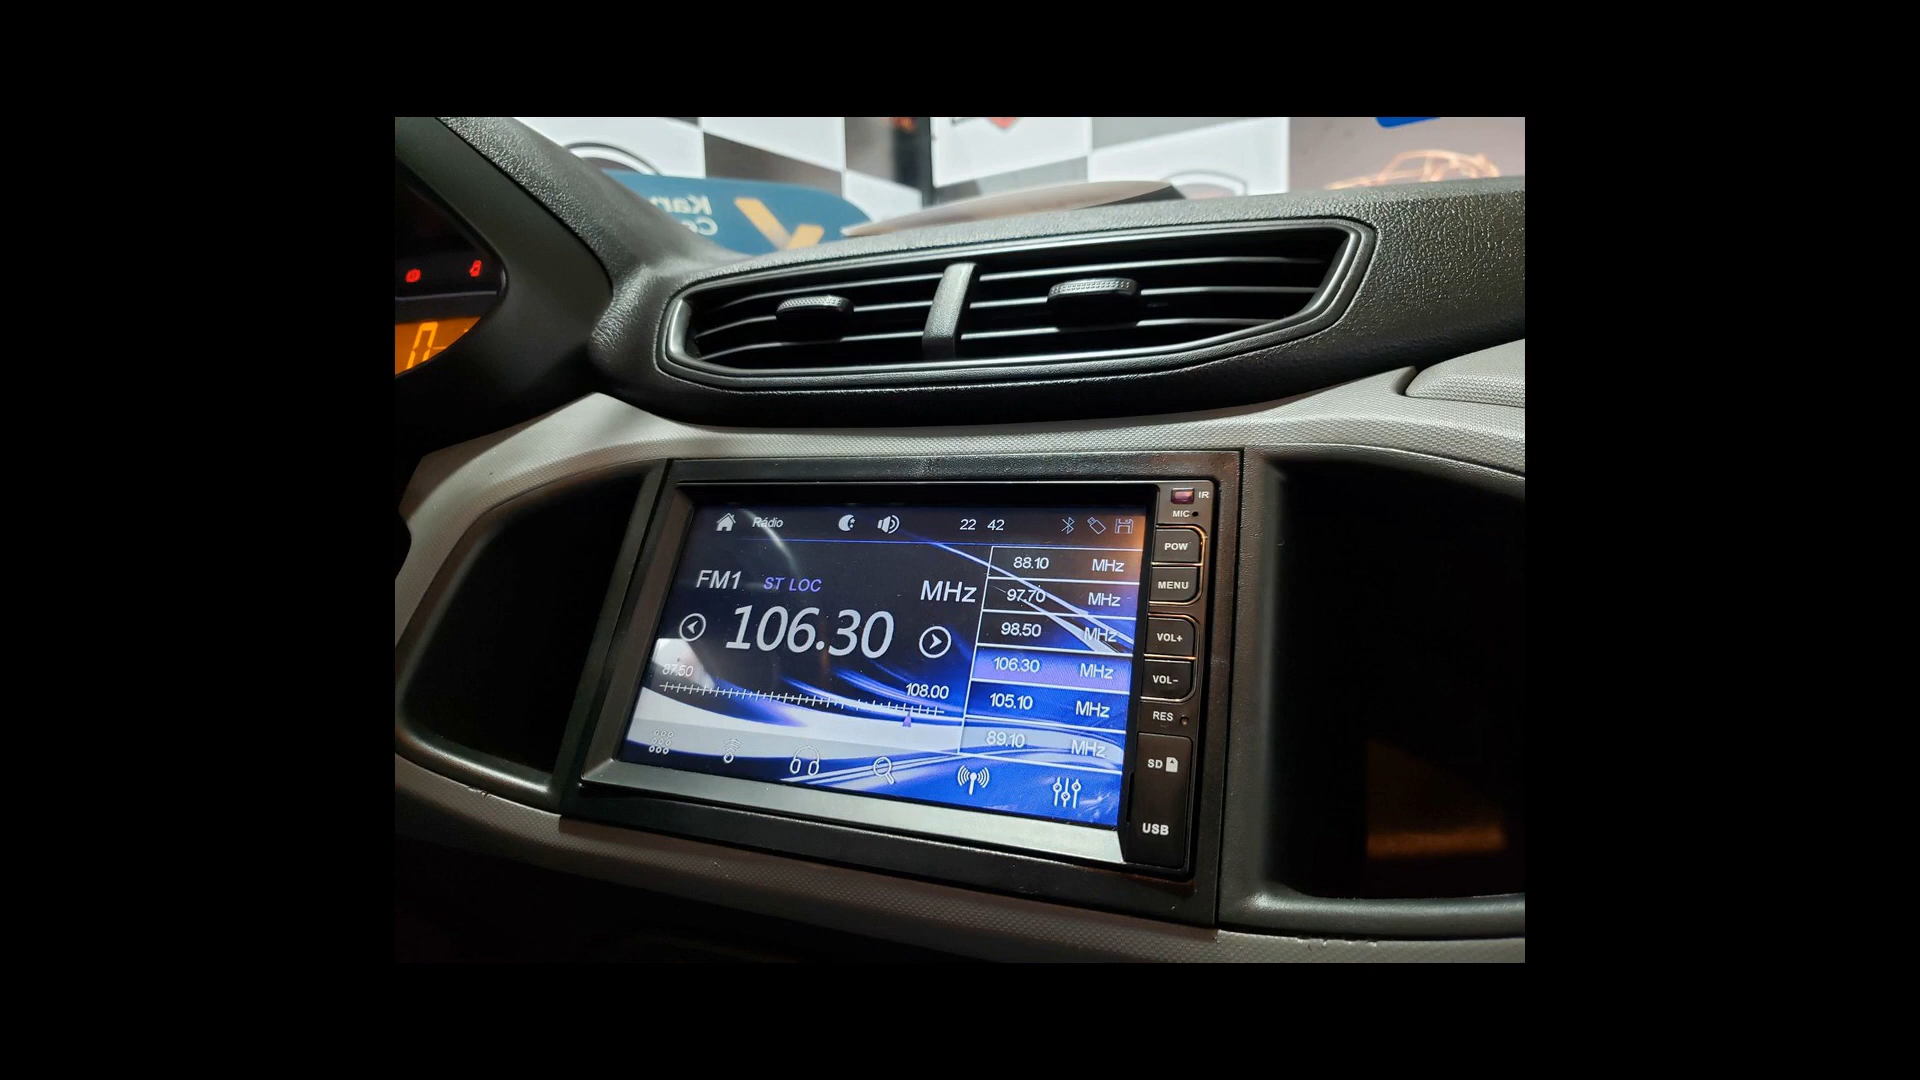 Rádio
22 42
FM1 ST LOC
MHz
106.30
87.50
108.00
88.10 MHz
97.70 MHz
98.50 MHz
106.30 MHz
105.10 MHz
89.10 MHz
IR
MIC
POW
MENU
VOL+
VOL-
RES
SD
USB